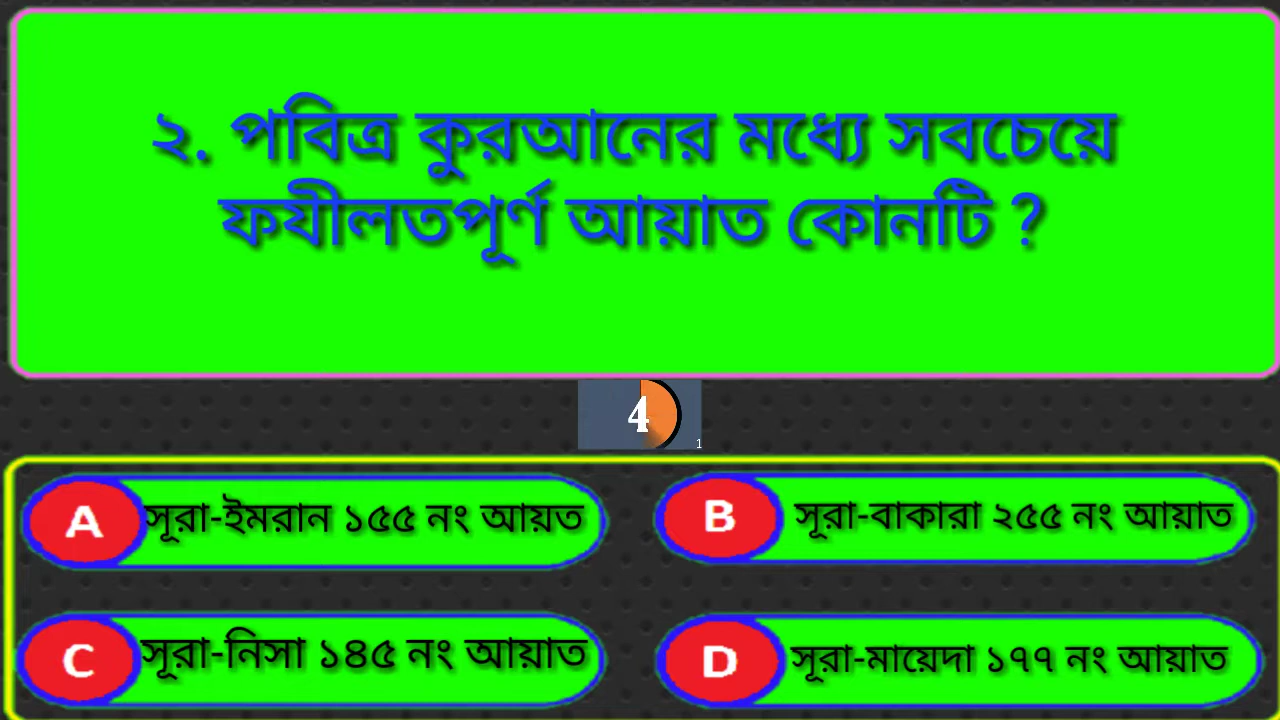 ২. পবিত্র কুরআনের মধ্যে সবচেয়ে
ফযীলতপূর্ণ আয়াত কোনটি ?
4
1
A সূরা-ইমরান ১৫৫ নং আয়ত
B সূরা-বাকারা ২৫৫ নং আয়াত
C সূরা-নিসা ১৪৫ নং আয়াত
D সূরা-মায়েদা ১৭৭ নং আয়াত